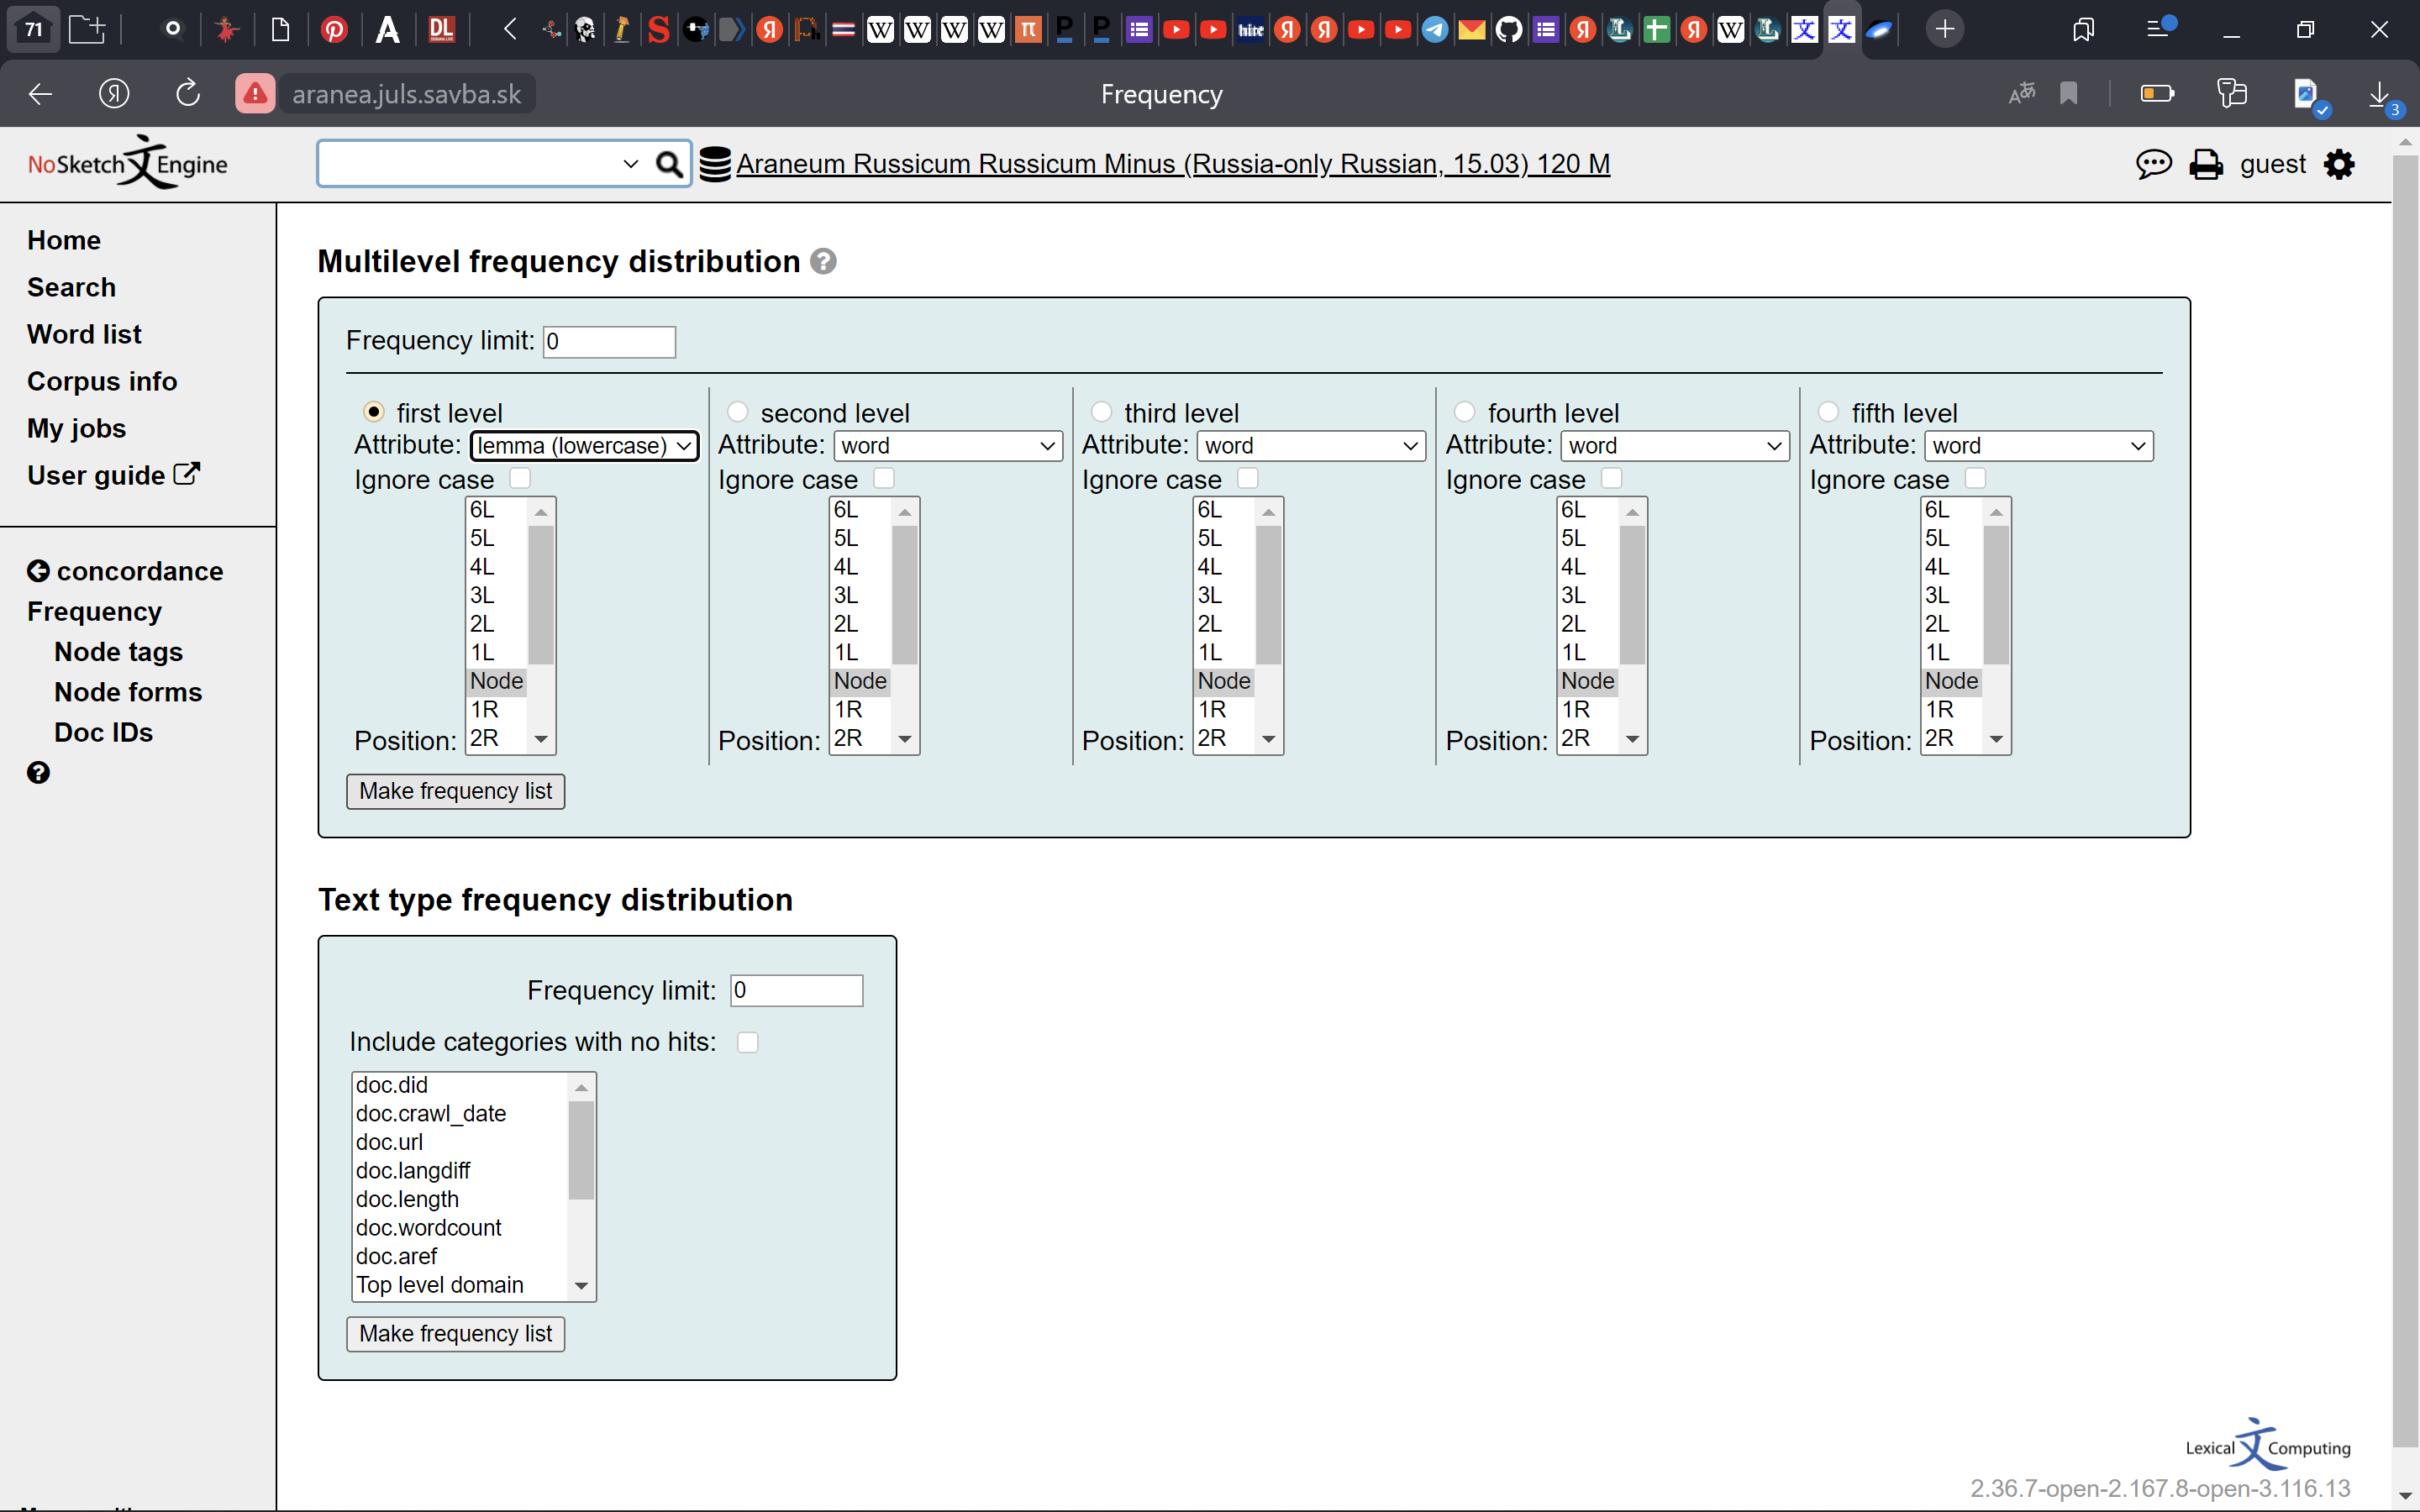 71
DL
aranea.juls.savba.sk
Frequency
3
NoSketch Engine
Araneum Russicum Russicum Minus (Russia-only Russian, 15.03) 120 M
guest
Home
Search
Word list
Corpus info
My jobs
User guide
concordance
Frequency
Node tags
Node forms
Doc IDs
Multilevel frequency distribution
Frequency limit: 0
first level second level third level fourth level fifth level
Attribute: lemma (lowercase) Attribute: word Attribute: word Attribute: word Attribute: word
Ignore case Ignore case Ignore case Ignore case Ignore case
6L 6L 6L 6L 6L
5L 5L 5L 5L 5L
4L 4L 4L 4L 4L
3L 3L 3L 3L 3L
2L 2L 2L 2L 2L
1L 1L 1L 1L 1L
Node Node Node Node Node
1R 1R 1R 1R 1R
Position: 2R Position: 2R Position: 2R Position: 2R Position: 2R
Make frequency list
Text type frequency distribution
Frequency limit: 0
Include categories with no hits:
doc.did
doc.crawl_date
doc.url
doc.langdiff
doc.length
doc.wordcount
doc.aref
Top level domain
Make frequency list
Lexical 文 Computing
2.36.7-open-2.167.8-open-3.116.13